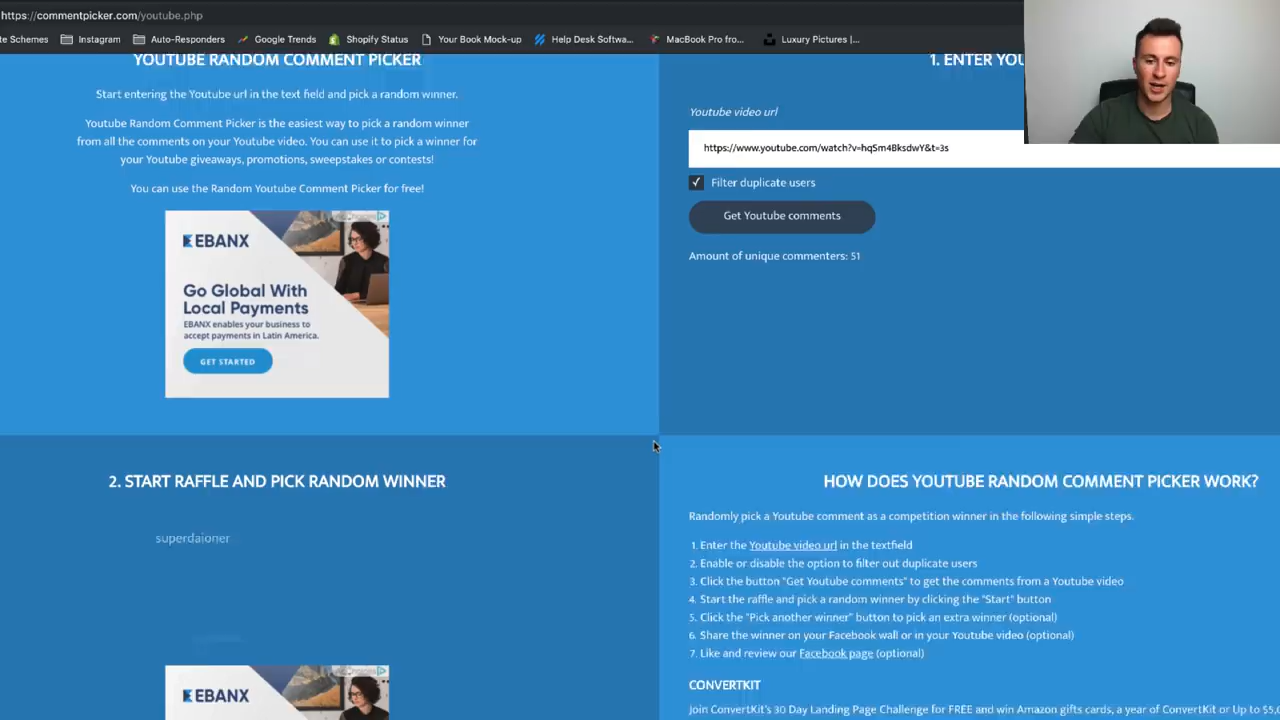 https://commentpicker.com/youtube.php
te Schemes
Instagram
Auto-Responders
Google Trends
Shopify Status
Your Book Mock-up
Help Desk Softwa...
MacBook Pro fro...
Luxury Pictures |...
YOUTUBE RANDOM COMMENT PICKER
Start entering the Youtube url in the text field and pick a random winner.
Youtube Random Comment Picker is the easiest way to pick a random winner
from all the comments on your Youtube video. You can use it to pick a winner for
your Youtube giveaways, promotions, sweepstakes or contests!
You can use the Random Youtube Comment Picker for free!
EBANX
Go Global With
Local Payments
EBANX enables your business to
accept payments in Latin America.
GET STARTED
1. ENTER YOU
Youtube video url
https://www.youtube.com/watch?v=hqSm4BksdwY&t=3s
Filter duplicate users
Get Youtube comments
Amount of unique commenters: 51
2. START RAFFLE AND PICK RANDOM WINNER
superdaioner
EBANX
HOW DOES YOUTUBE RANDOM COMMENT PICKER WORK?
Randomly pick a Youtube comment as a competition winner in the following simple steps.
1. Enter the Youtube video url in the textfield
2. Enable or disable the option to filter out duplicate users
3. Click the button "Get Youtube comments" to get the comments from a Youtube video
4. Start the raffle and pick a random winner by clicking the "Start" button
5. Click the "Pick another winner" button to pick an extra winner (optional)
6. Share the winner on your Facebook wall or in your Youtube video (optional)
7. Like and review our Facebook page (optional)
CONVERTKIT
Join ConvertKit's 30 Day Landing Page Challenge for FREE and win Amazon gifts cards, a year of ConvertKit or Up to $5,0